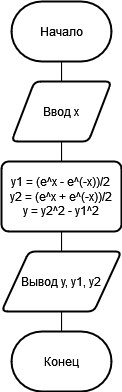 Начало
Ввод x
y1 = (e^x - e^(-x))/2
y2 = (e^x + e^(-x))/2
y = y2^2 - y1^2
Вывод y, y1, y2
Конец